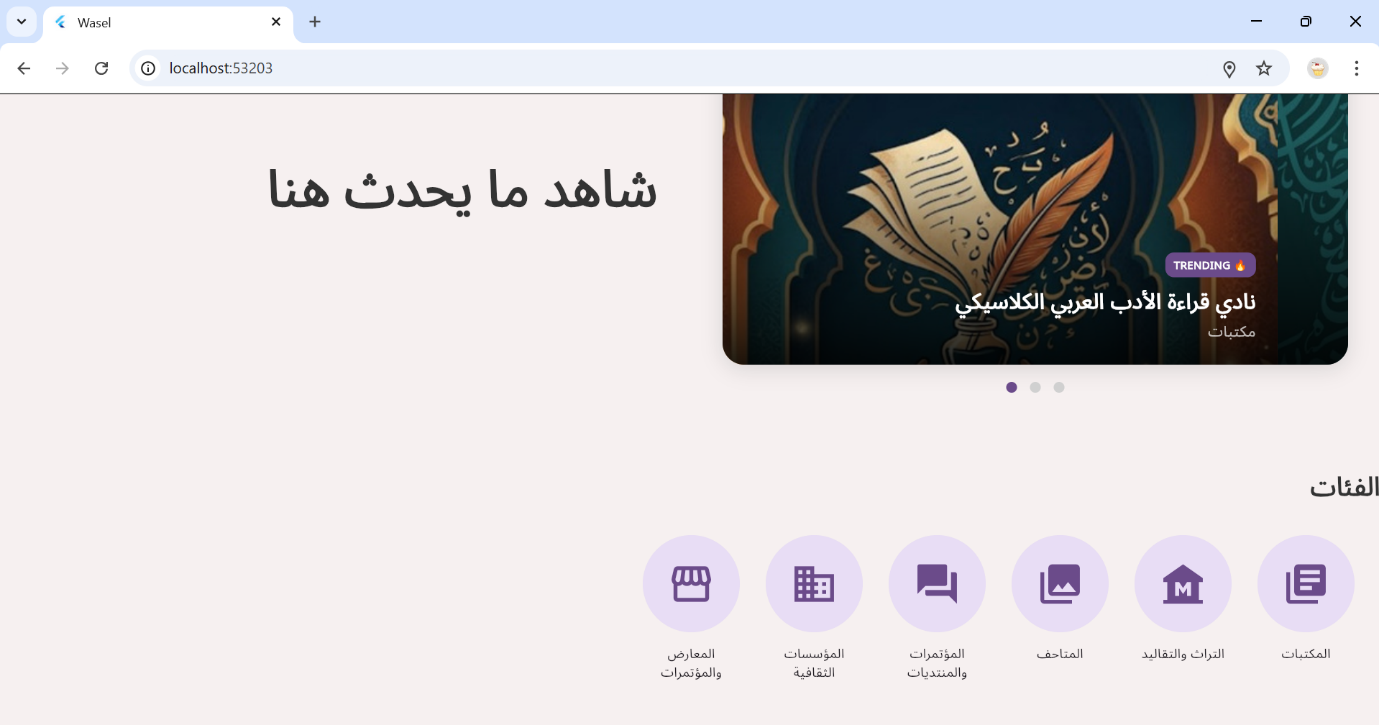 Wasel
localhost:53203
شاهد ما يحدث هنا
TRENDING 🔥
نادي قراءة الأدب العربي الكلاسيكي
مكتبات
الفئات
المكتبات
التراث والتقاليد
المتاحف
المؤتمرات
والمنتديات
المؤسسات
الثقافية
المعارض
والمؤتمرات